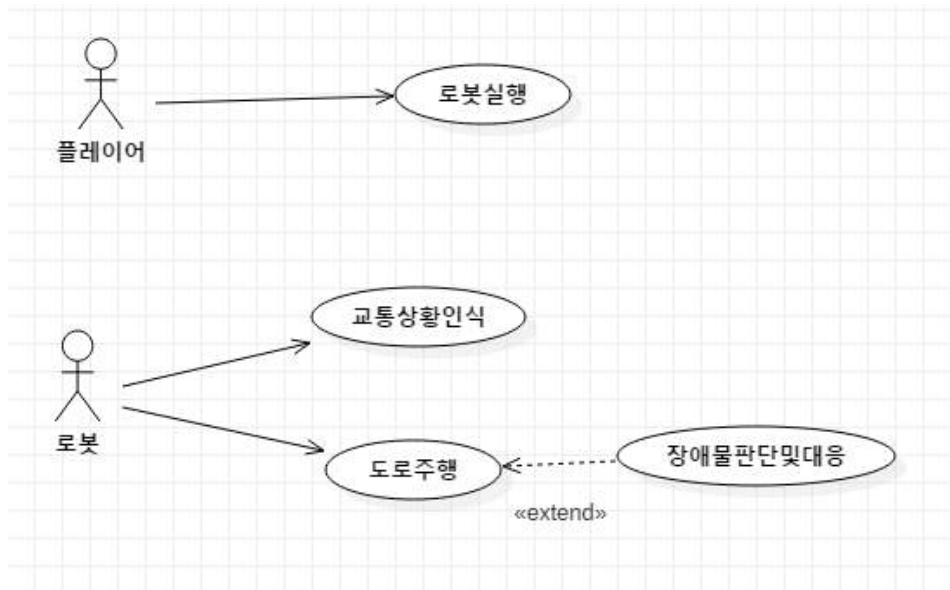 로봇실행
플레이어
교통상황인식
로봇
도로주행
장애물판단및대응
«extend»